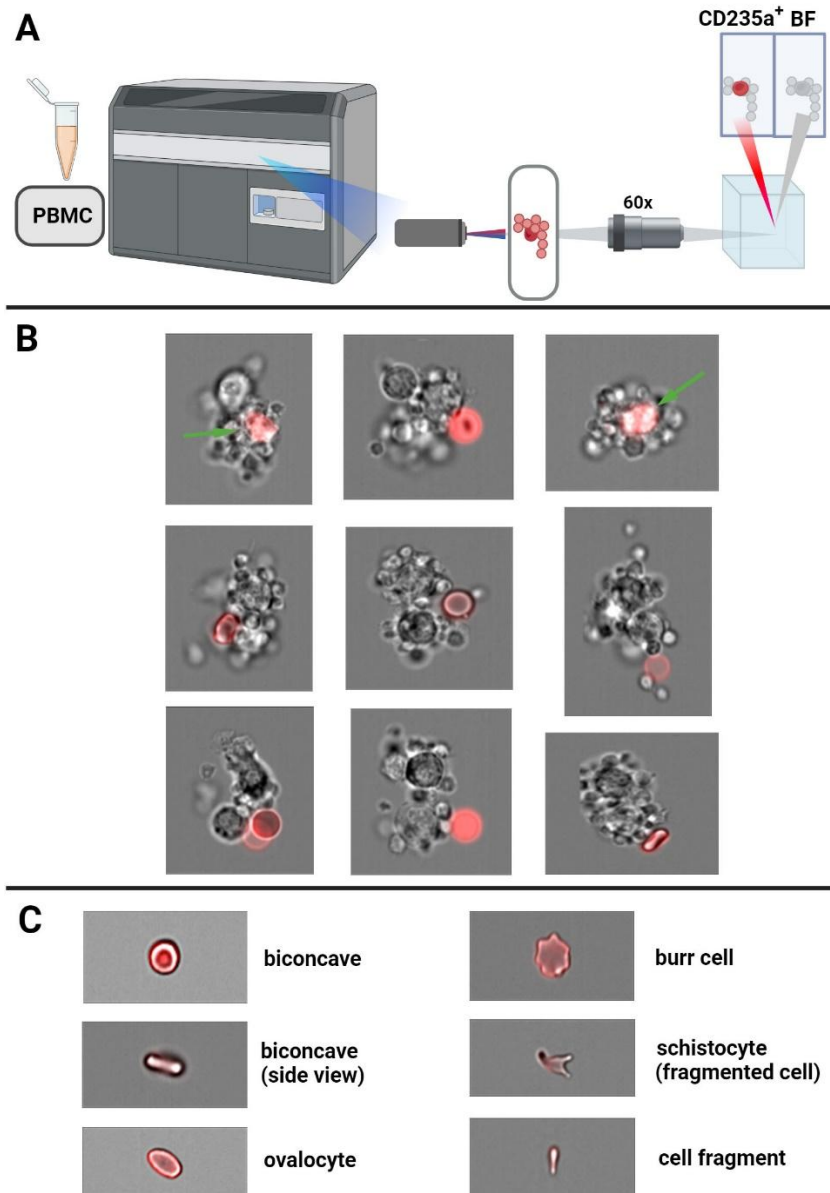 A
CD235a⁺ BF
PBMC
60x
B
C
biconcave
burr cell
biconcave
(side view)
schistocyte
(fragmented cell)
ovalocyte
cell fragment